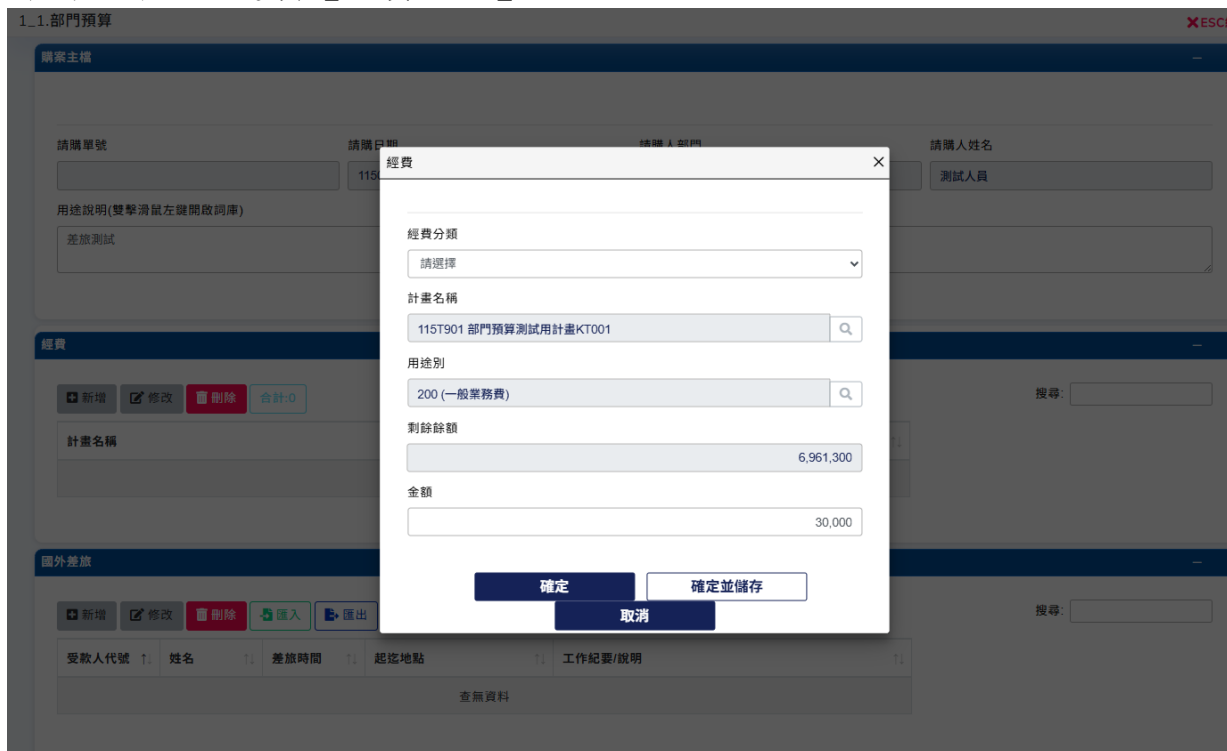 1_1.部門預算
ESC
購案主檔
請購單號 請購日期 請購人部門 請購人姓名
測試人員
用途說明(雙擊滑鼠左鍵開啟詞庫)
差旅測試
經費
新增 修改 刪除 合計:0 搜尋:
計畫名稱
國外差旅
新增 修改 刪除 匯入 匯出 搜尋:
受款人代號 姓名 差旅時間 起迄地點 工作紀要/說明
查無資料
經費
經費分類
請選擇
計畫名稱
115T901 部門預算測試用計畫KT001
用途別
200 (一般業務費)
剩餘餘額
6,961,300
金額
30,000
確定 確定並儲存
取消